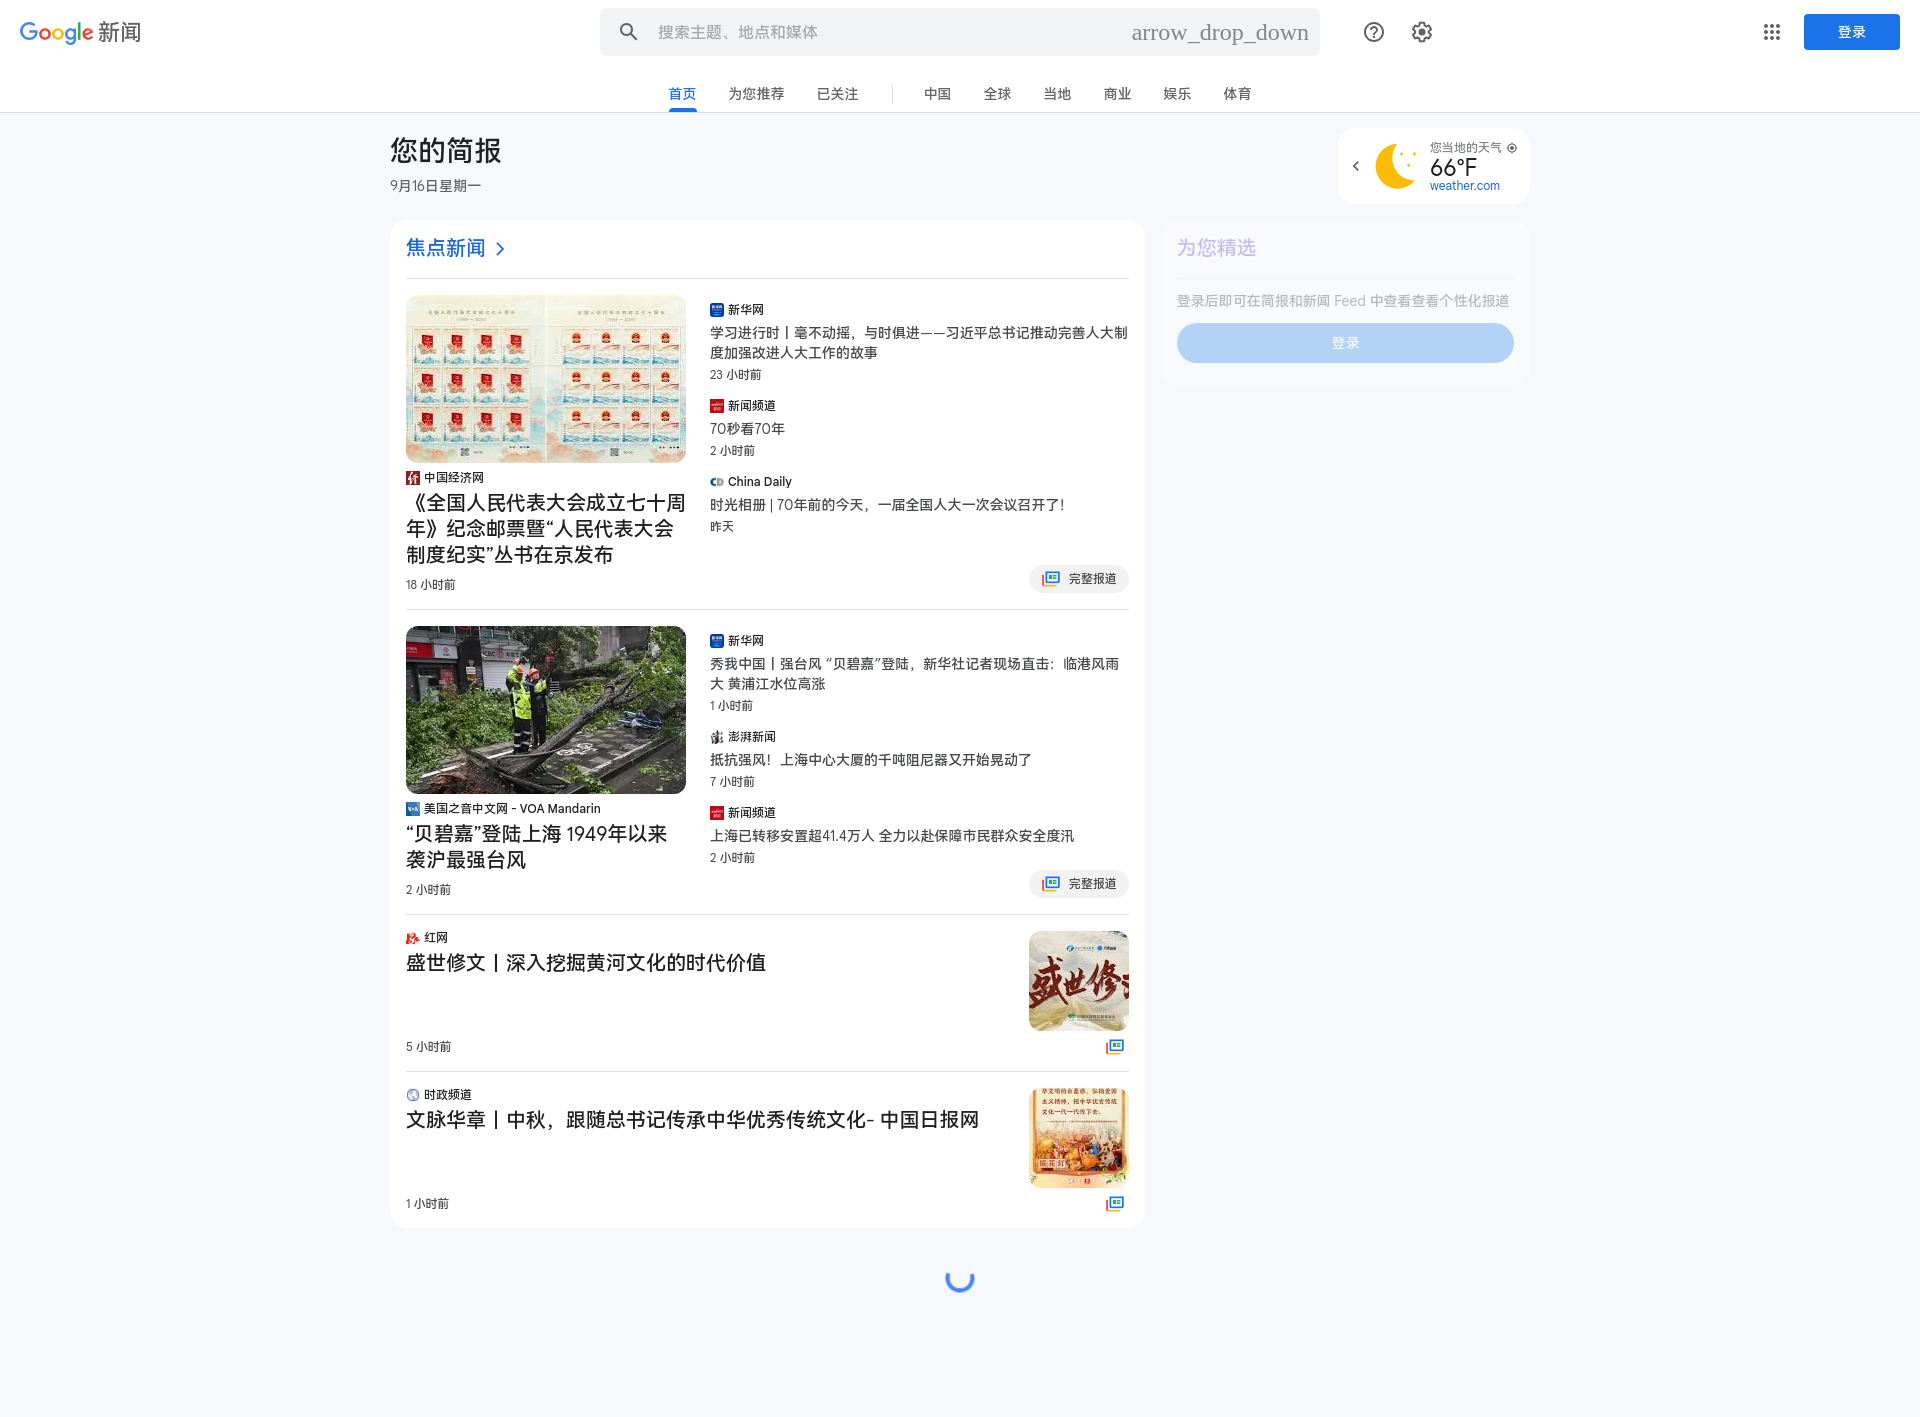 Google 新闻
搜索主题、地点和媒体
arrow_drop_down
登录
首页
为您推荐
已关注
中国
全球
当地
商业
娱乐
体育
您的简报
9月16日星期一
您当地的天气
66°F
weather.com
焦点新闻
中国经济网
《全国人民代表大会成立七十周
年》纪念邮票暨“人民代表大会
制度纪实”丛书在京发布
18 小时前
新华网
学习进行时丨毫不动摇，与时俱进——习近平总书记推动完善人大制
度加强改进人大工作的故事
23 小时前
新闻频道
70秒看70年
2 小时前
China Daily
时光相册 | 70年前的今天，一届全国人大一次会议召开了！
昨天
完整报道
美国之音中文网 - VOA Mandarin
“贝碧嘉”登陆上海 1949年以来
袭沪最强台风
2 小时前
新华网
秀我中国丨强台风 “贝碧嘉”登陆，新华社记者现场直击：临港风雨
大 黄浦江水位高涨
1 小时前
澎湃新闻
抵抗强风！上海中心大厦的千吨阻尼器又开始晃动了
7 小时前
新闻频道
上海已转移安置超41.4万人 全力以赴保障市民群众安全度汛
2 小时前
完整报道
红网
盛世修文丨深入挖掘黄河文化的时代价值
5 小时前
盛世修
时政频道
文脉华章丨中秋，跟随总书记传承中华优秀传统文化- 中国日报网
1 小时前
为您精选
登录后即可在简报和新闻 Feed 中查看查看个性化报道
登录